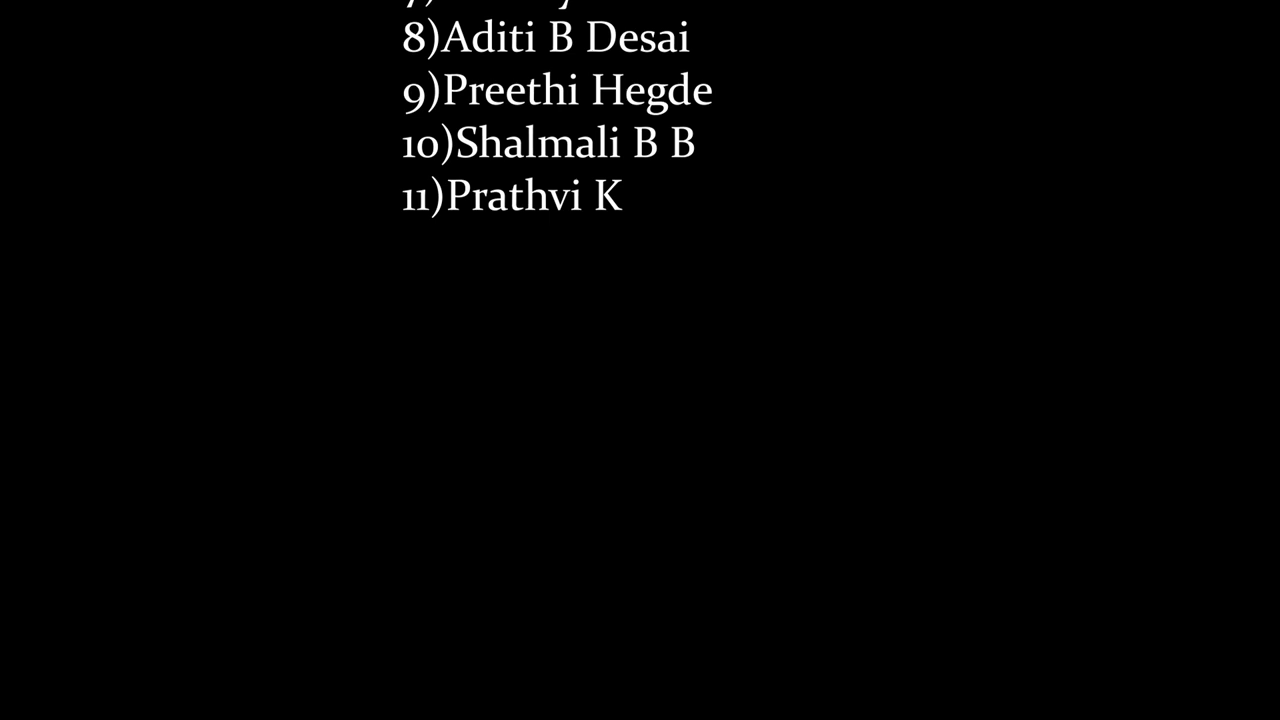 8)Aditi B Desai
9)Preethi Hegde
10)Shalmali B B
11)Prathvi K